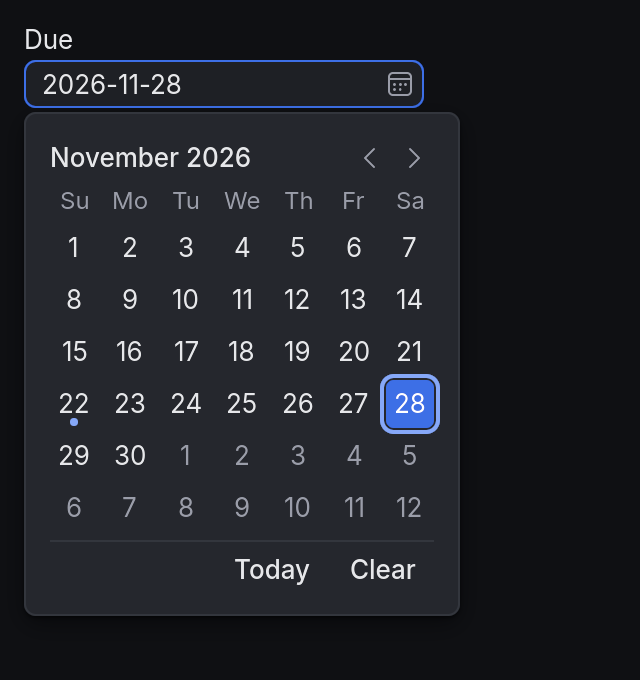 Due
2026-11-28
November 2026
Su Mo Tu We Th Fr Sa
1 2 3 4 5 6 7
8 9 10 11 12 13 14
15 16 17 18 19 20 21
22 23 24 25 26 27 28
29 30 1 2 3 4 5
6 7 8 9 10 11 12
Today Clear